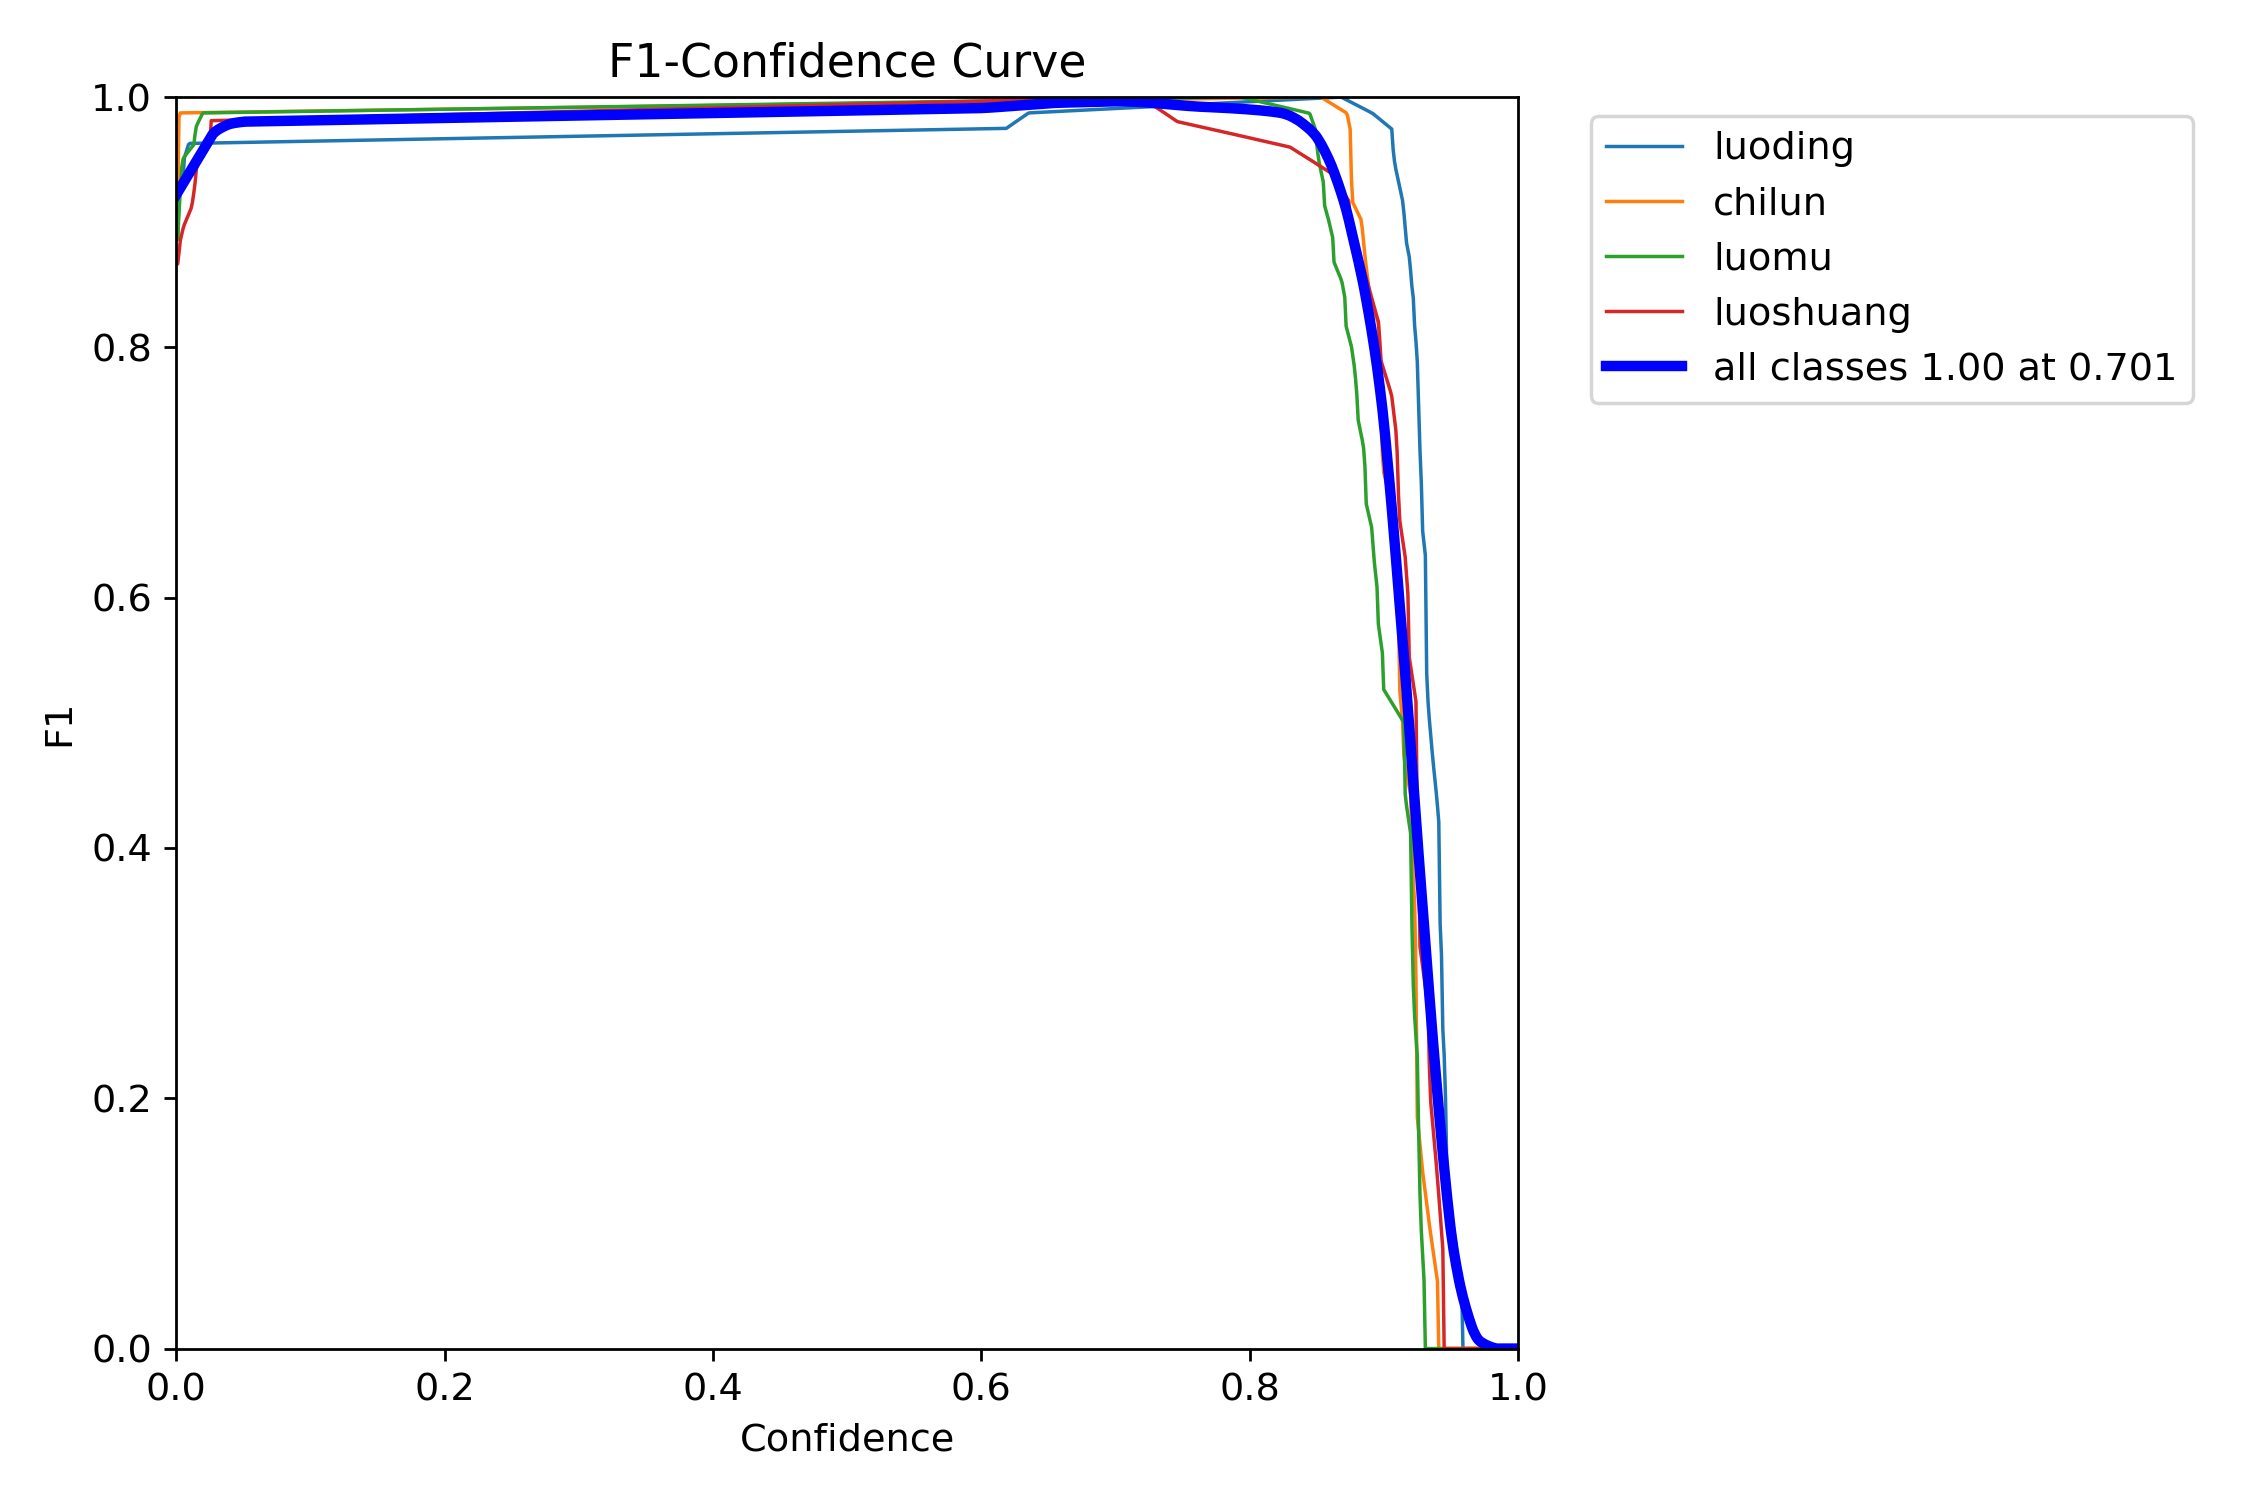 F1-Confidence Curve
1.0
0.8
0.6
0.4
0.2
0.0
F1
0.0 0.2 0.4 0.6 0.8 1.0
Confidence
luoding
chilun
luomu
luoshuang
all classes 1.00 at 0.701